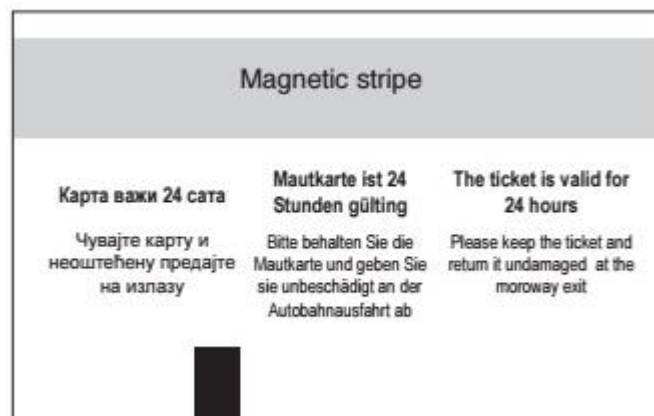 Magnetic stripe
Карта важи 24 сата
Чувајте карту и
неоштећену предајте
на излазу
Mautkarte ist 24
Stunden gülting
Bitte behalten Sie die
Mautkarte und geben Sie
sie unbeschädigt an der
Autobahnausfahrt ab
The ticket is valid for
24 hours
Please keep the ticket and
return it undamaged at the
moroway exit